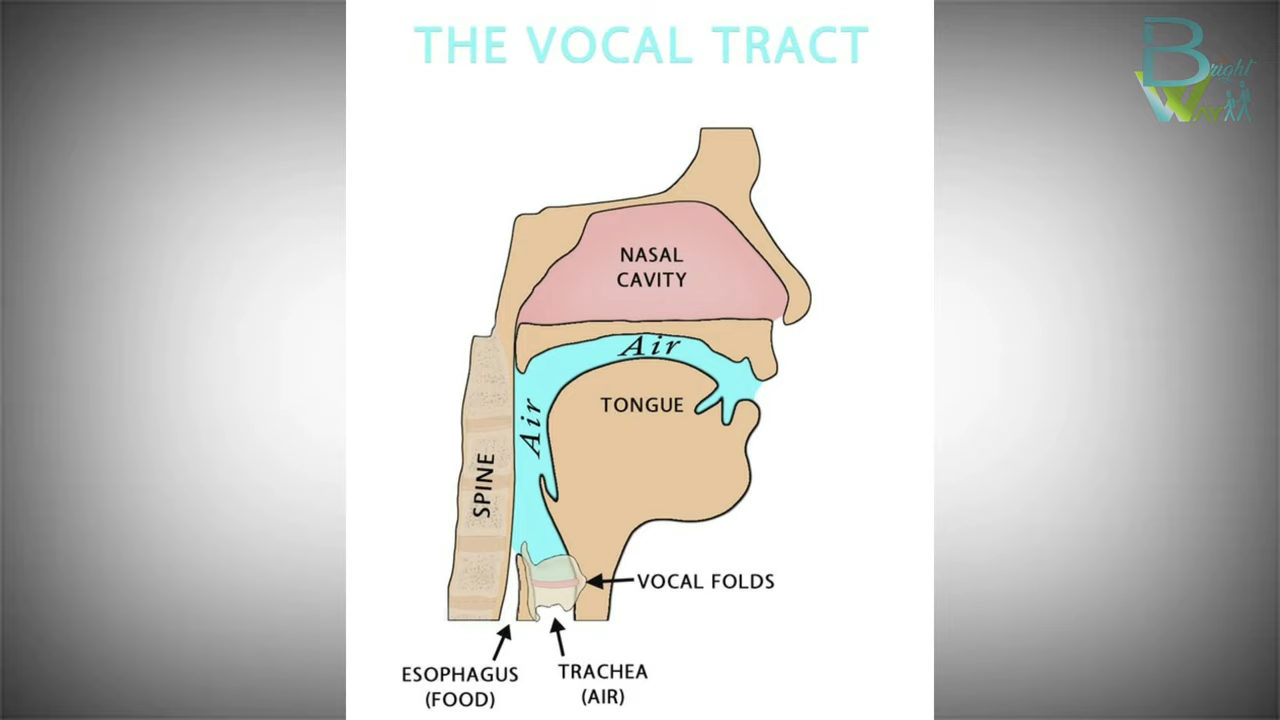 THE VOCAL TRACT
Bright
Way
NASAL
CAVITY
Air
TONGUE
Air
SPINE
VOCAL FOLDS
ESOPHAGUS
(FOOD)
TRACHEA
(AIR)